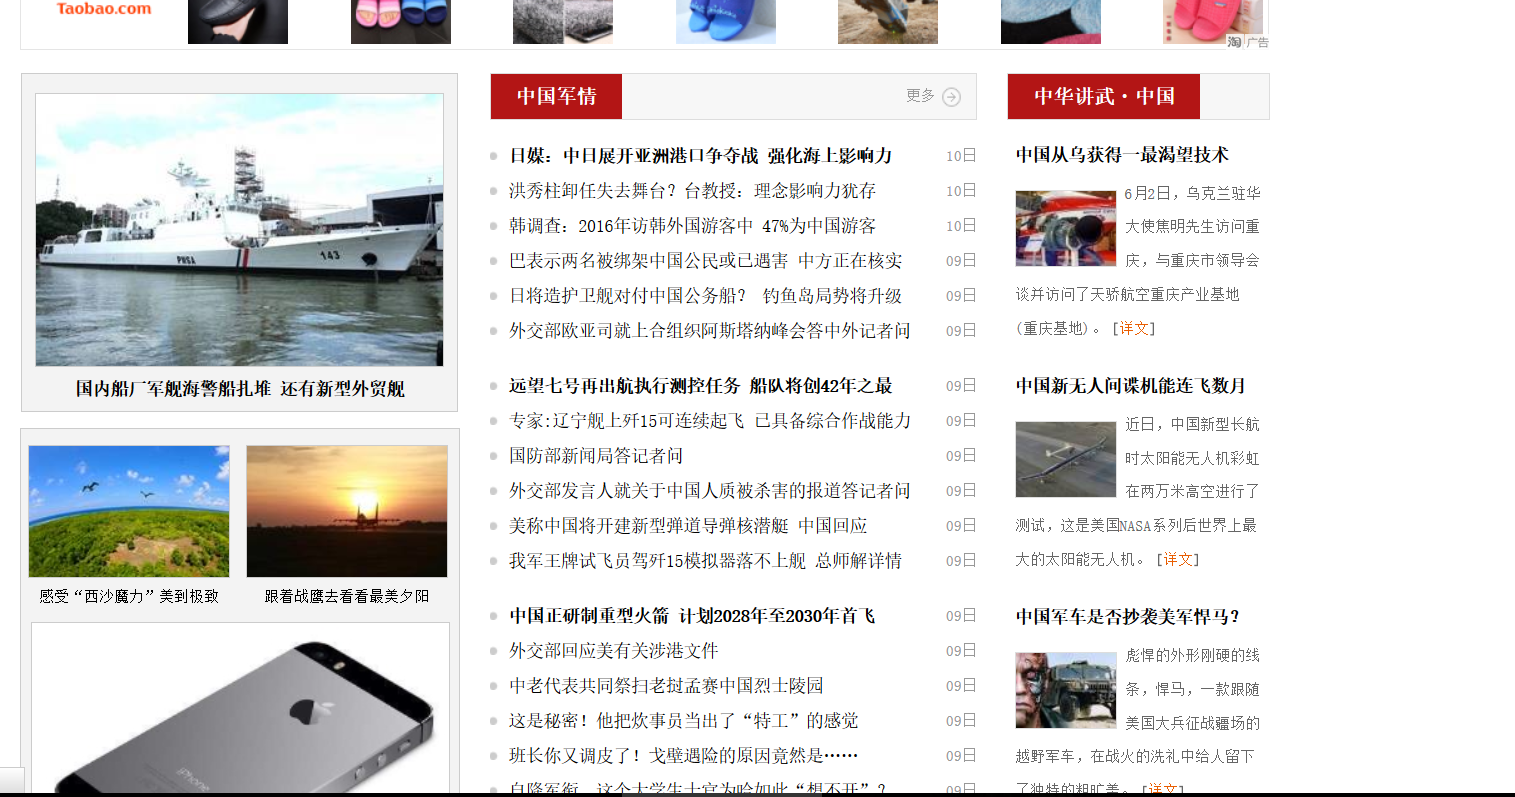 Taobao.com
淘 广告
PMSA
143
国内船厂军舰海警船扎堆 还有新型外贸舰
感受“西沙魔力”美到极致
跟着战鹰去看看最美夕阳
iPhone
中国军情
更多
日媒：中日展开亚洲港口争夺战 强化海上影响力 10日
洪秀柱卸任失去舞台？台教授：理念影响力犹存 10日
韩调查：2016年访韩外国游客中 47%为中国游客 10日
巴表示两名被绑架中国公民或已遇害 中方正在核实 09日
日将造护卫舰对付中国公务船？ 钓鱼岛局势将升级 09日
外交部欧亚司就上合组织阿斯塔纳峰会答中外记者问 09日
远望七号再出航执行测控任务 船队将创42年之最 09日
专家:辽宁舰上歼15可连续起飞 已具备综合作战能力 09日
国防部新闻局答记者问 09日
外交部发言人就关于中国人质被杀害的报道答记者问 09日
美称中国将开建新型弹道导弹核潜艇 中国回应 09日
我军王牌试飞员驾歼15模拟器落不上舰 总师解详情 09日
中国正研制重型火箭 计划2028年至2030年首飞 09日
外交部回应美有关涉港文件 09日
中老代表共同祭扫老挝孟赛中国烈士陵园 09日
这是秘密！他把炊事员当出了“特工”的感觉 09日
班长你又调皮了！戈壁遇险的原因竟然是…… 09日
自降军衔，这个大学生士官为啥如此“想不开”？ 09日
中华讲武·中国
中国从乌获得一最渴望技术
6月2日，乌克兰驻华
大使焦明先生访问重
庆，与重庆市领导会
谈并访问了天骄航空重庆产业基地
(重庆基地)。 [详文]
中国新无人间谍机能连飞数月
近日，中国新型长航
时太阳能无人机彩虹
在两万米高空进行了
测试，这是美国NASA系列后世界上最
大的太阳能无人机。 [详文]
中国军车是否抄袭美军悍马？
彪悍的外形刚硬的线
条，悍马，一款跟随
美国大兵征战疆场的
越野军车，在战火的洗礼中给人留下
了独特的粗旷美。 [详文]